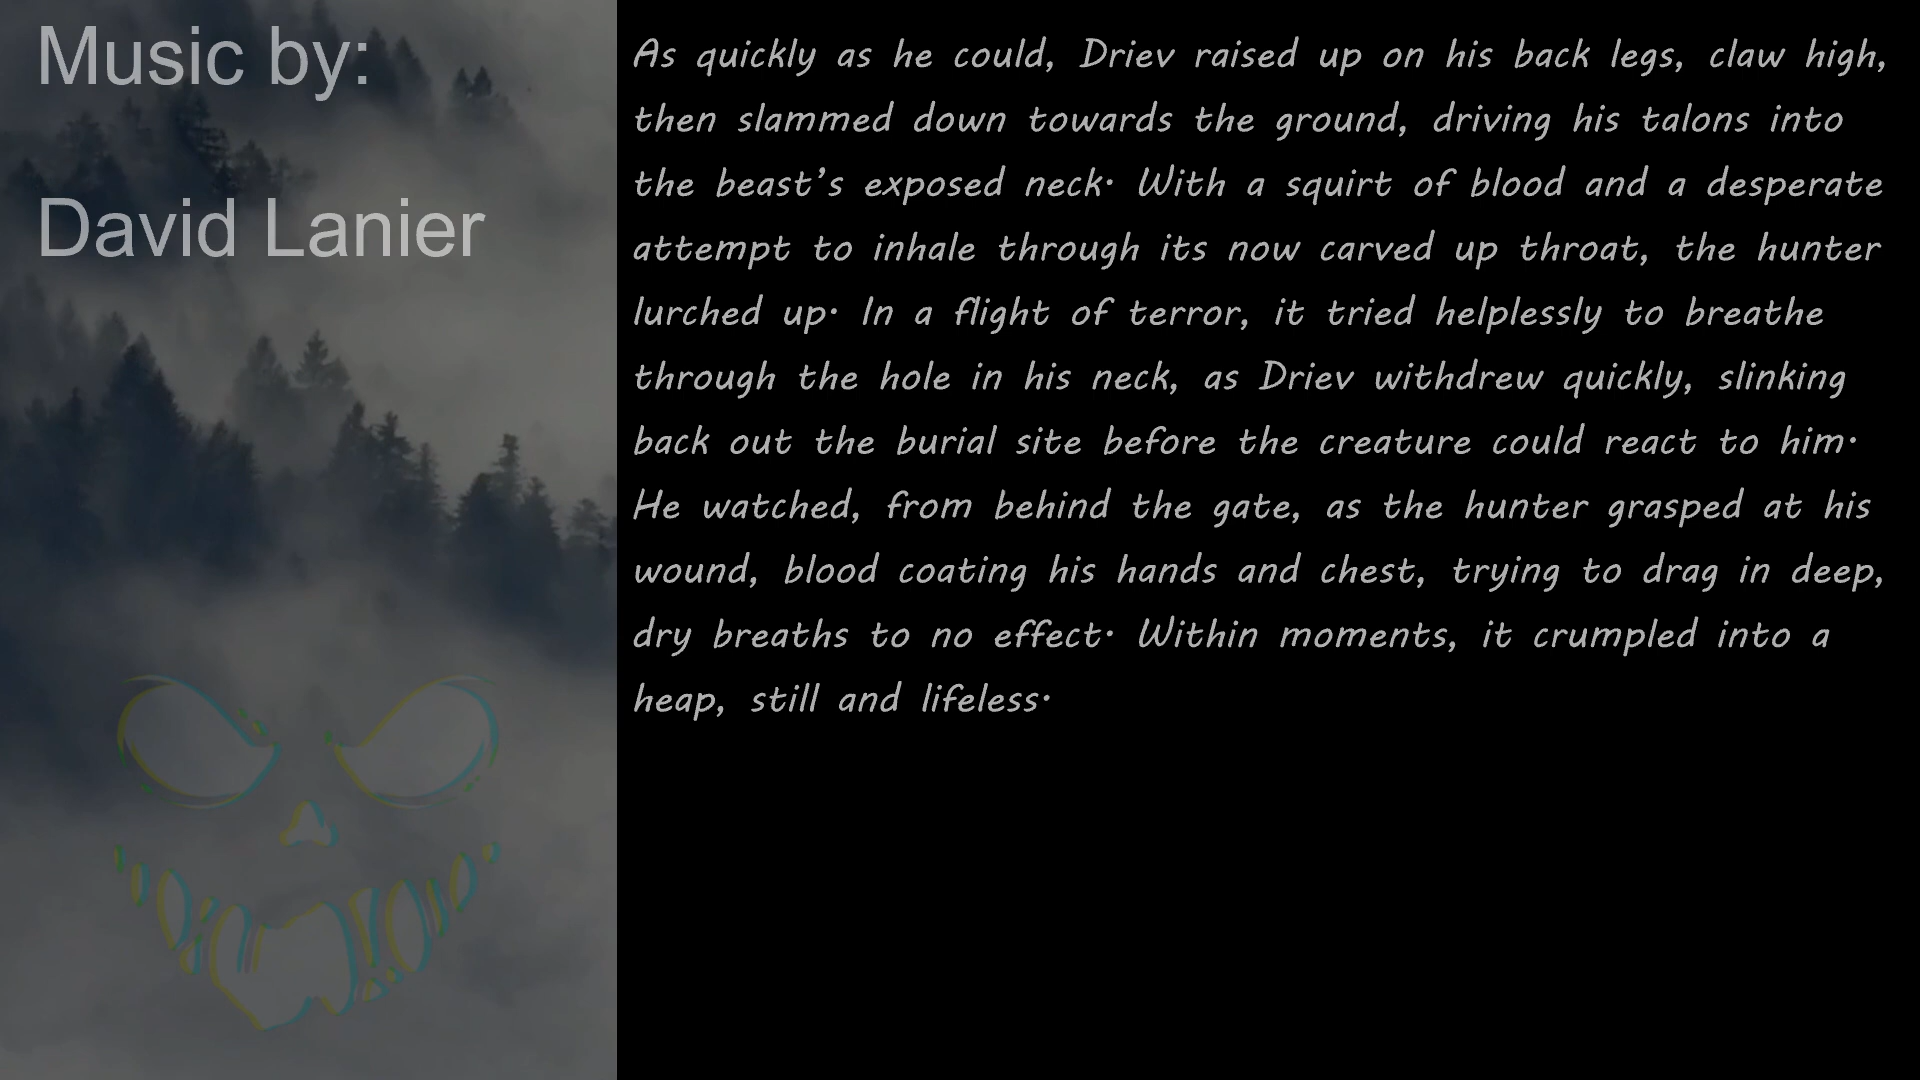 Music by:
David Lanier
As quickly as he could, Driev raised up on his back legs, claw high,
then slammed down towards the ground, driving his talons into
the beast's exposed neck. With a squirt of blood and a desperate
attempt to inhale through its now carved up throat, the hunter
lurched up. In a flight of terror, it tried helplessly to breathe
through the hole in his neck, as Driev withdrew quickly, slinking
back out the burial site before the creature could react to him.
He watched, from behind the gate, as the hunter grasped at his
wound, blood coating his hands and chest, trying to drag in deep,
dry breaths to no effect. Within moments, it crumpled into a
heap, still and lifeless.